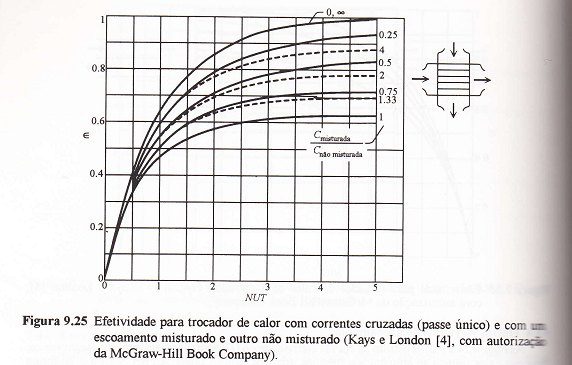 1
0.8
0.6
∈
0.4
0.2
0
0 1 2 3 4 5
NUT
0, ∞
0.25
4
0.5
2
0.75
1.33
1
C misturada
C não misturada
Figura 9.25 Efetividade para trocador de calor com correntes cruzadas (passe único) e com um
escoamento misturado e outro não misturado (Kays e London [4], com autorização
da McGraw-Hill Book Company).